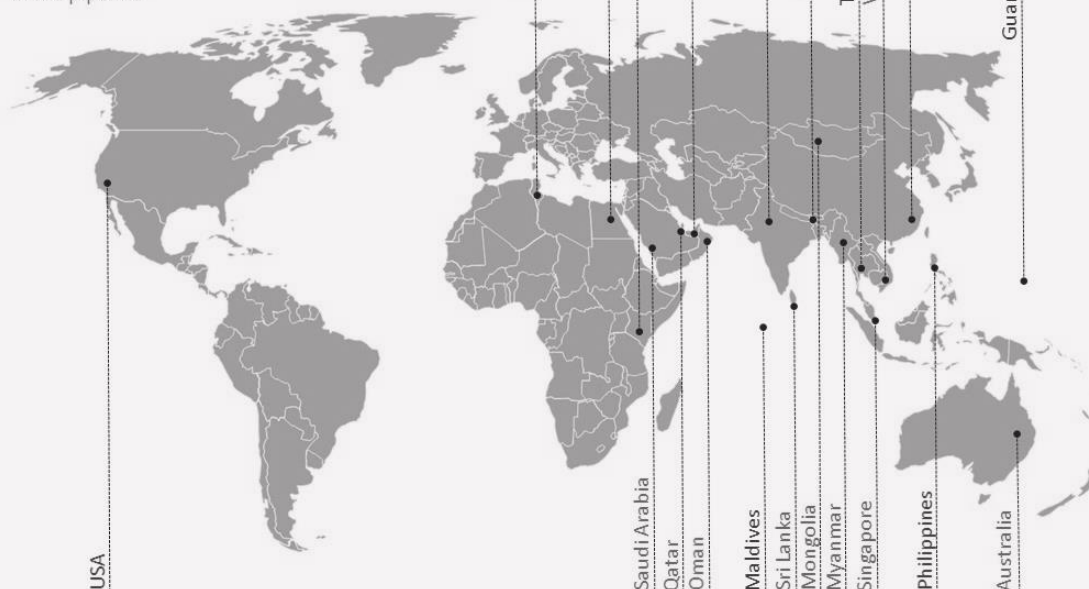 USA
Saudi Arabia
Qatar
Oman
Maldives
Sri Lanka
Mongolia
Myanmar
Singapore
Philippines
Australia